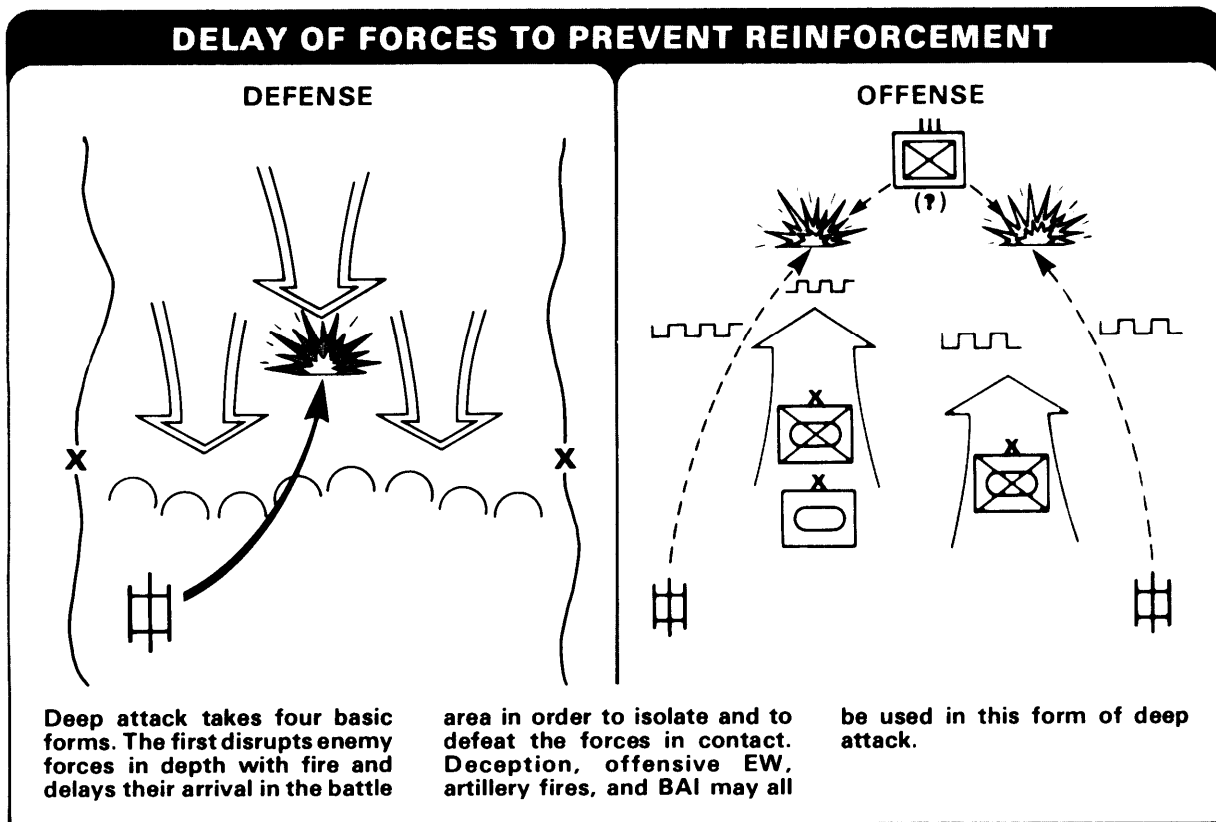 DELAY OF FORCES TO PREVENT REINFORCEMENT
DEFENSE
X
X
OFFENSE
III
(?)
X
X
X
Deep attack takes four basic
forms. The first disrupts enemy
forces in depth with fire and
delays their arrival in the battle
area in order to isolate and to
defeat the forces in contact.
Deception, offensive EW,
artillery fires, and BAI may all
be used in this form of deep
attack.